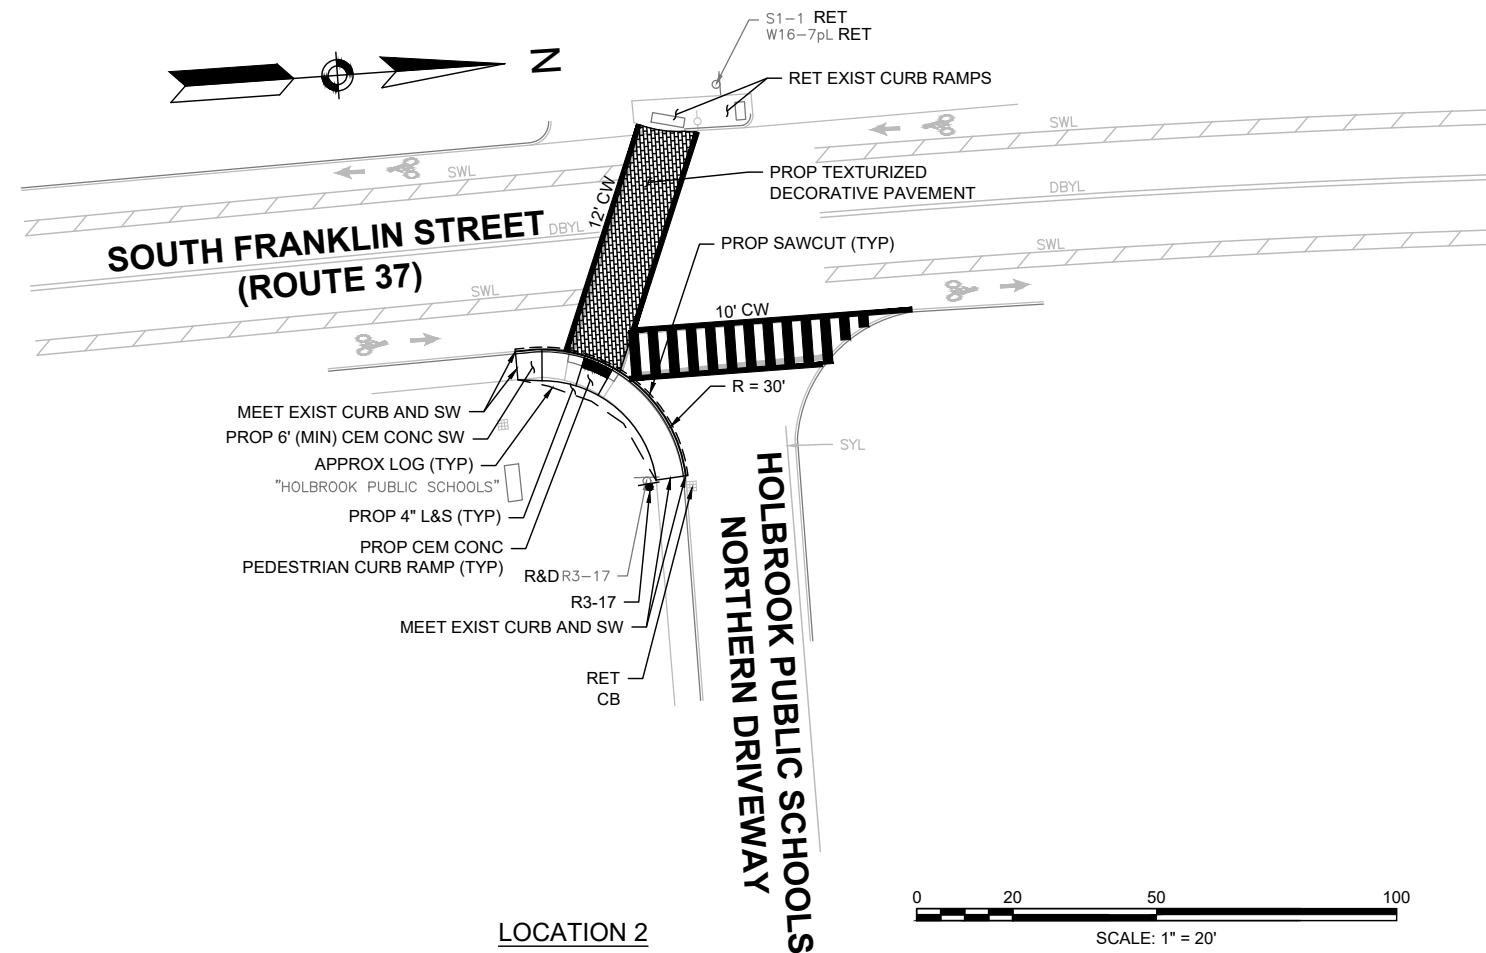 S1-1 RET
W16-7pL RET
N
RET EXIST CURB RAMPS
SWL
SWL
PROP TEXTURIZED
DECORATIVE PAVEMENT
DBYL
12' CW
SOUTH FRANKLIN STREET
(ROUTE 37)
DBYL
PROP SAWCUT (TYP)
SWL
SWL
10' CW
R = 30'
MEET EXIST CURB AND SW
PROP 6' (MIN) CEM CONC SW
APPROX LOG (TYP)
"HOLBROOK PUBLIC SCHOOLS"
PROP 4" L&S (TYP)
PROP CEM CONC
PEDESTRIAN CURB RAMP (TYP)
R&D R3-17
R3-17
MEET EXIST CURB AND SW
RET
CB
SYL
HOLBROOK PUBLIC SCHOOLS
NORTHERN DRIVEWAY
0 20 50 100
SCALE: 1" = 20'
LOCATION 2